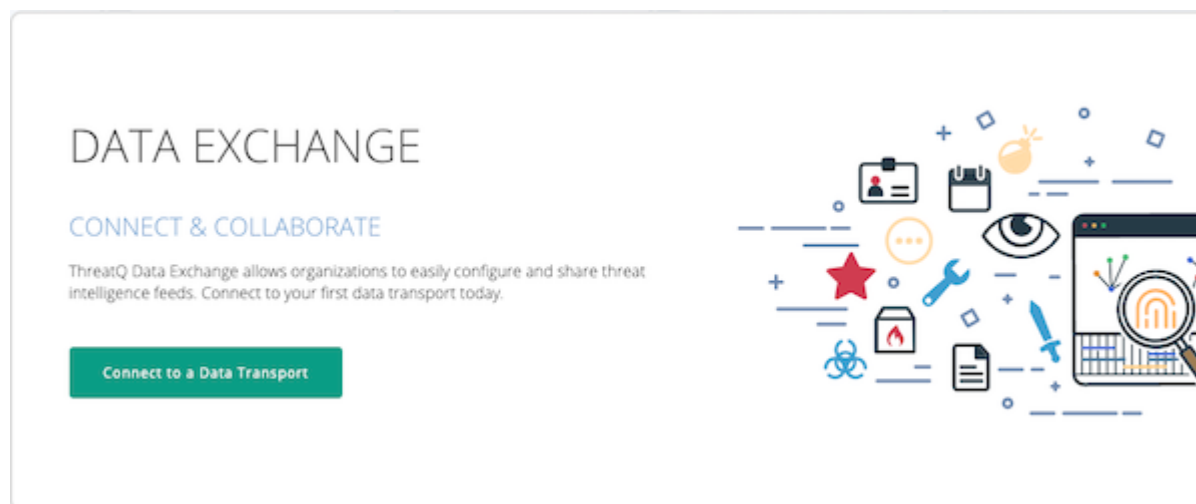 DATA EXCHANGE
CONNECT & COLLABORATE
ThreatQ Data Exchange allows organizations to easily configure and share threat
intelligence feeds. Connect to your first data transport today.
Connect to a Data Transport